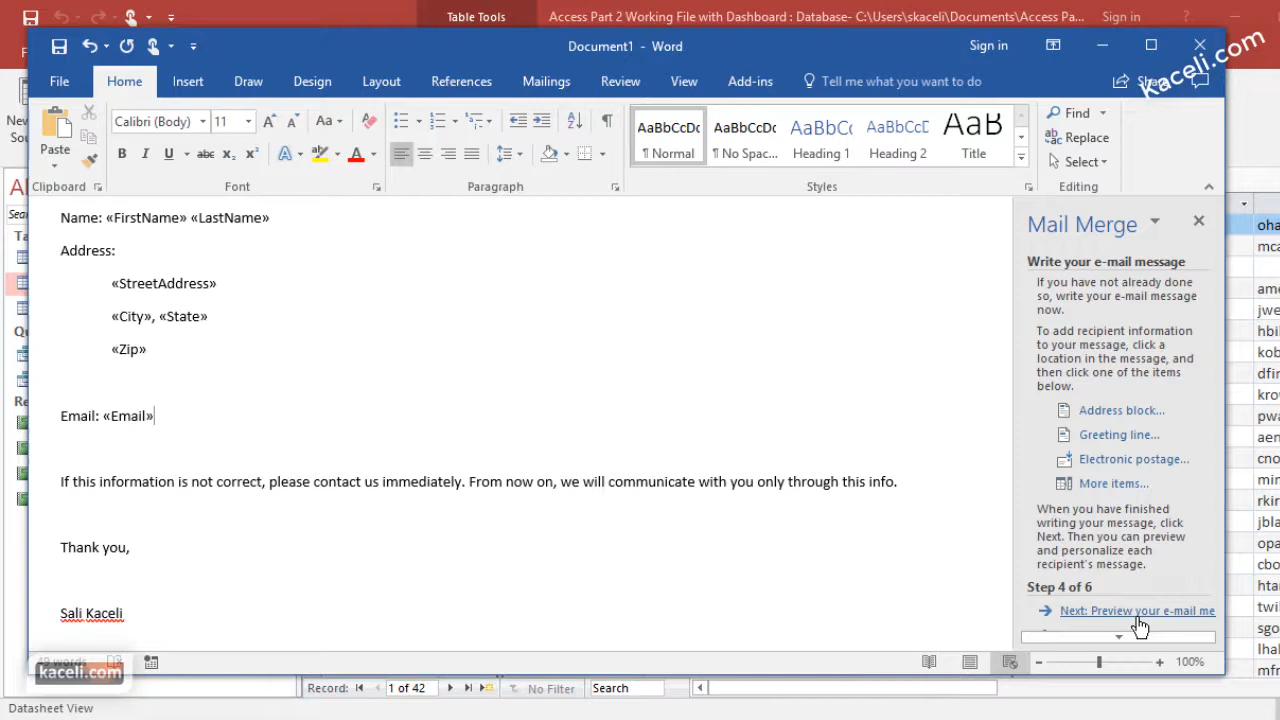 Table Tools
Access Part 2 Working File with Dashboard : Database- C:\Users\skaceli\Documents\Access Pa...
Sign in
Document1 - Word
Sign in
kaceli.com
File
Home
Insert
Draw
Design
Layout
References
Mailings
Review
View
Add-ins
Tell me what you want to do
Paste
Clipboard
Calibri (Body)
11
Font
Paragraph
AaBbCcDc
¶ Normal
AaBbCcDc
¶ No Spac...
AaBbCc
Heading 1
AaBbCcD
Heading 2
AaB
Title
Styles
Find
Replace
Select
Editing
Name: «FirstName» «LastName»
Address:
«StreetAddress»
«City», «State»
«Zip»
Email: «Email»
If this information is not correct, please contact us immediately. From now on, we will communicate with you only through this info.
Thank you,
Sali Kaceli
Mail Merge
Write your e-mail message
If you have not already done
so, write your e-mail message
now.
To add recipient information
to your message, click a
location in the message, and
then click one of the items
below.
Address block...
Greeting line...
Electronic postage...
More items...
When you have finished
writing your message, click
Next. Then you can preview
and personalize each
recipient's message.
Step 4 of 6
Next: Preview your e-mail me
49 words
100%
kaceli.com
Record:
1 of 42
No Filter
Search
Datasheet View